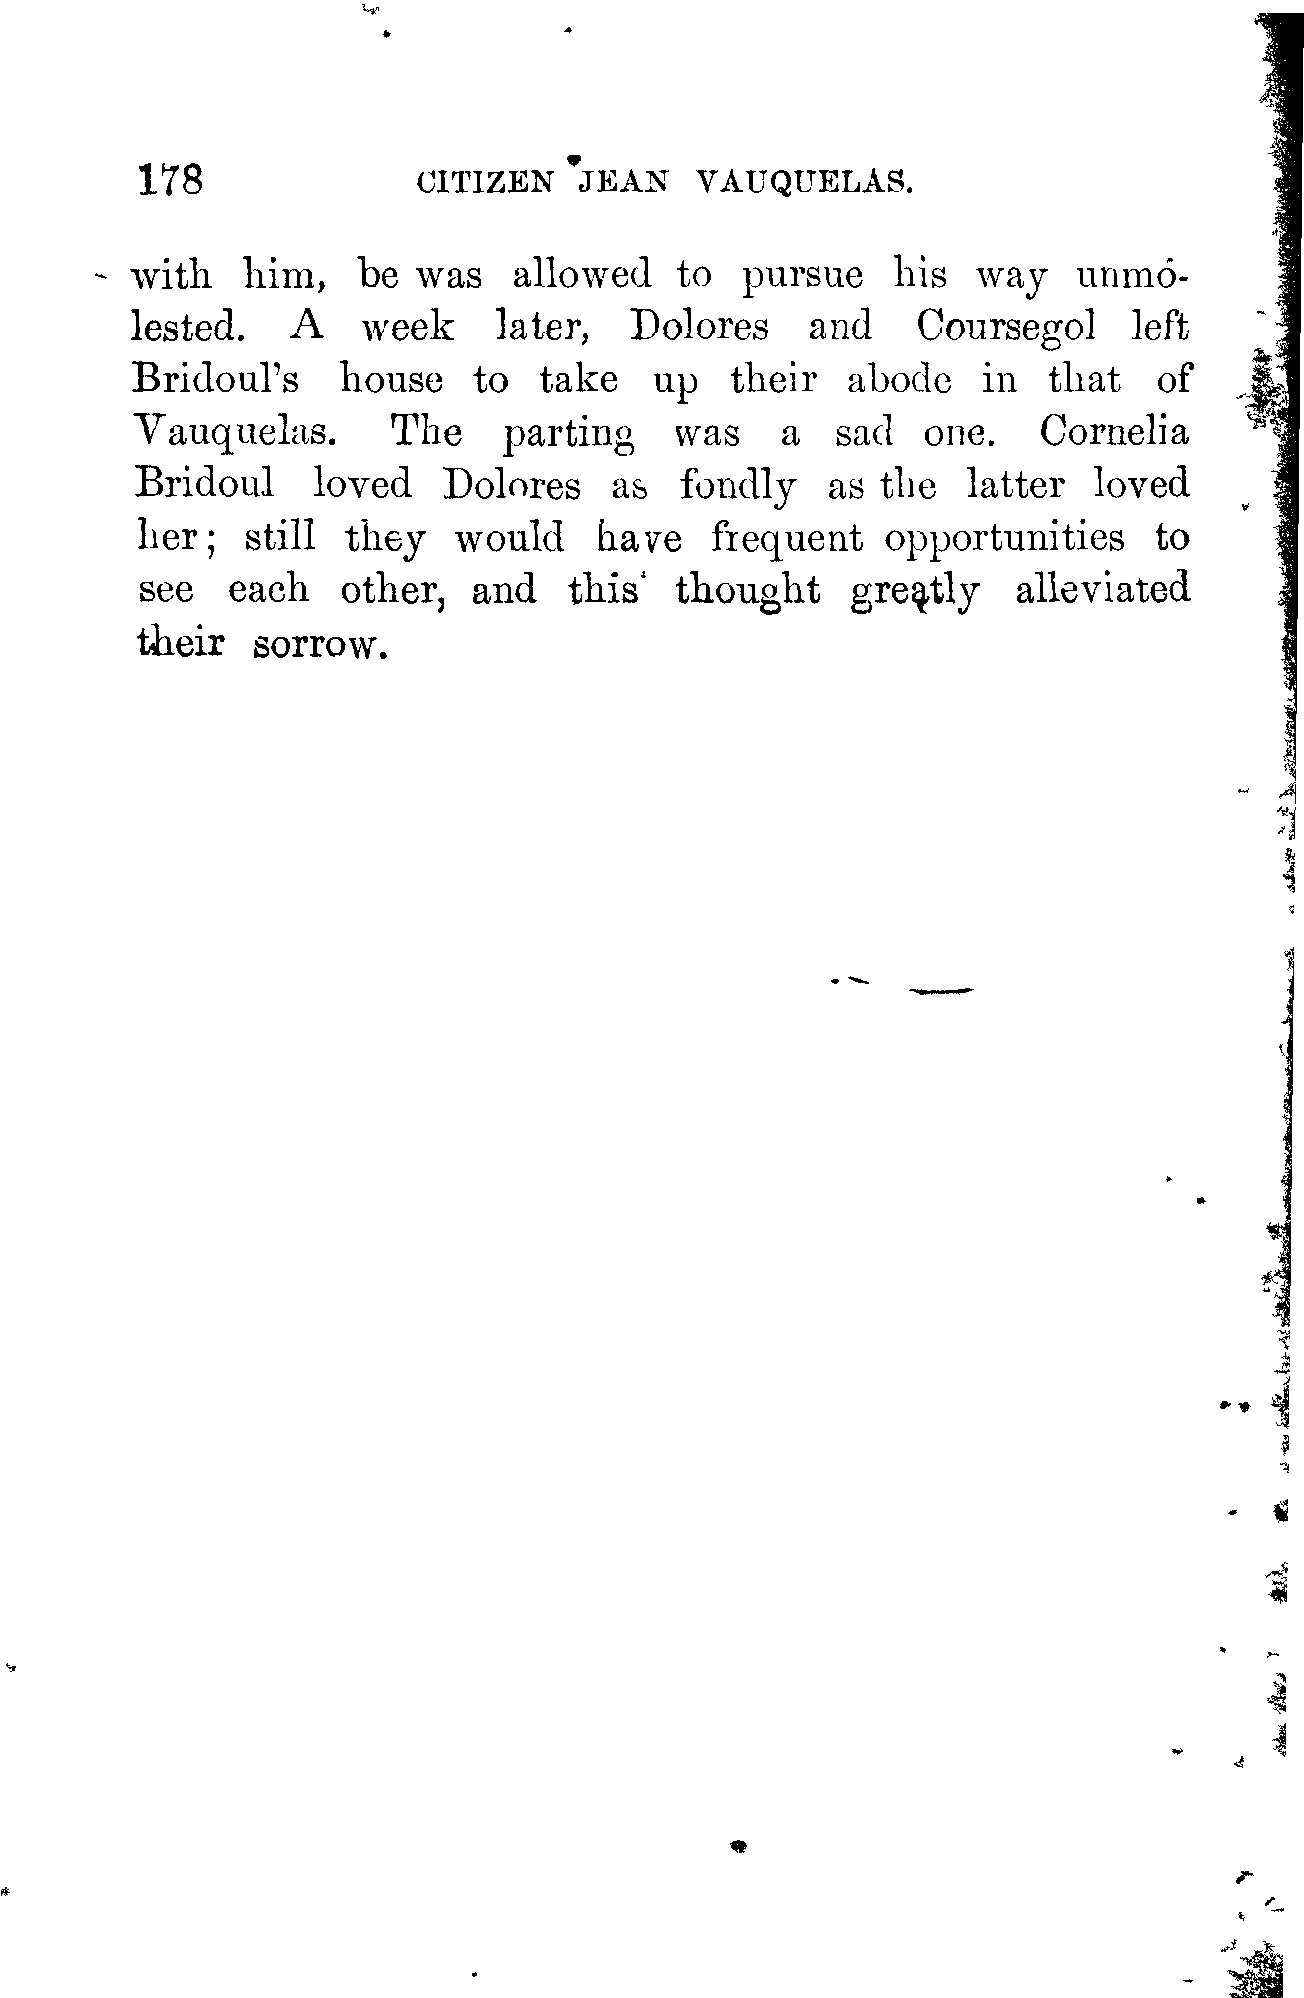 178 CITIZEN JEAN VAUQUELAS.
with him, be was allowed to pursue his way unmo-
lested. A week later, Dolores and Coursegol left
Bridoul's house to take up their abode in that of
Vauquelas. The parting was a sad one. Cornelia
Bridoul loved Dolores as fondly as the latter loved
her; still they would have frequent opportunities to
see each other, and this thought greatly alleviated
their sorrow.